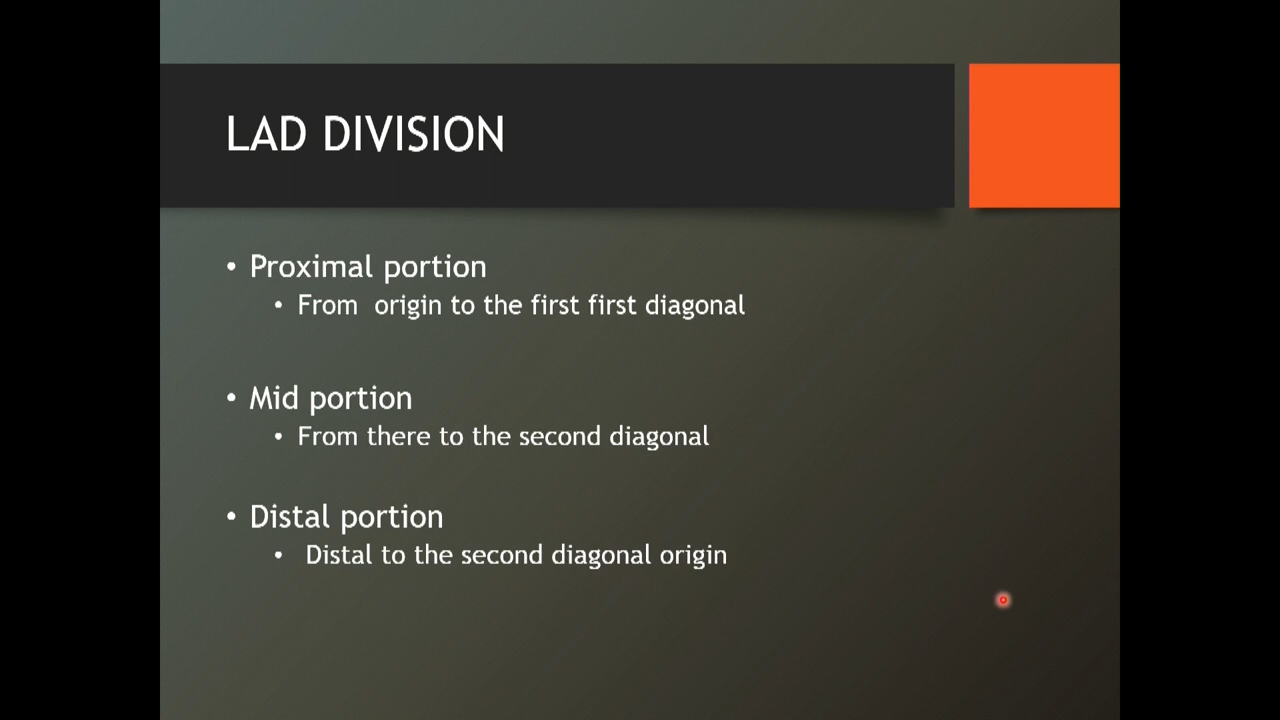 LAD DIVISION
• Proximal portion
• From origin to the first first diagonal
• Mid portion
• From there to the second diagonal
• Distal portion
• Distal to the second diagonal origin